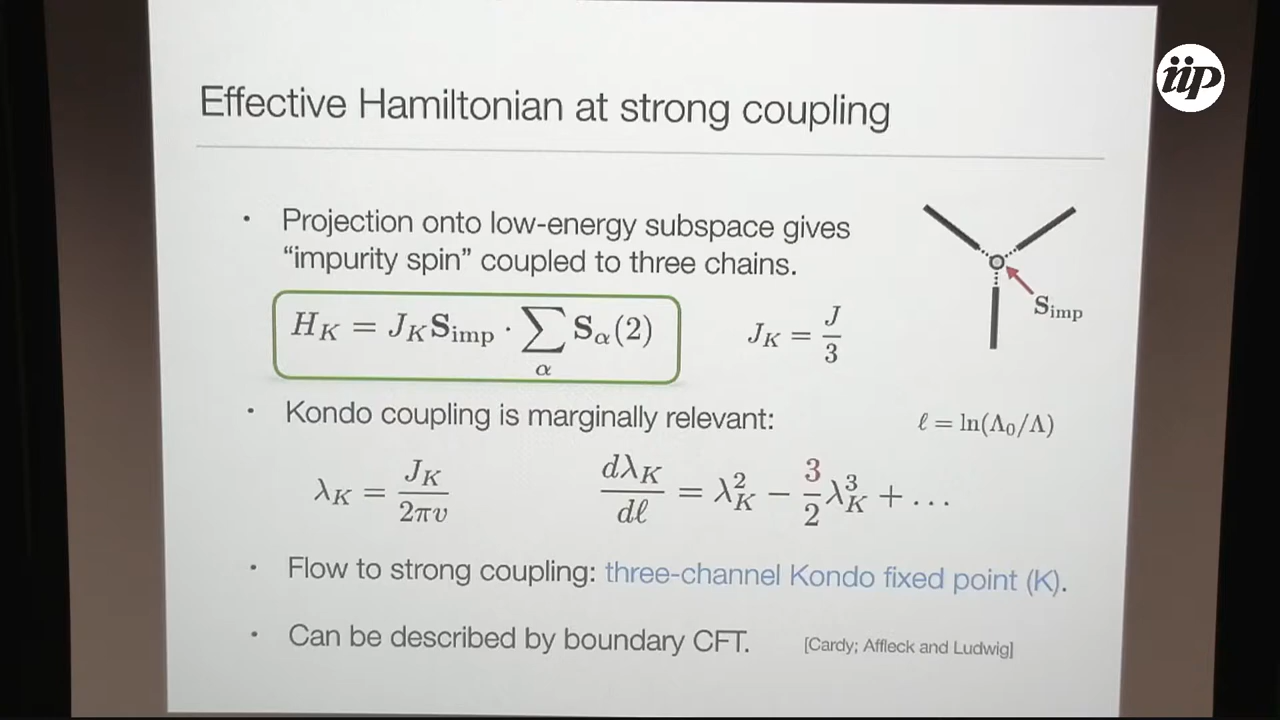 iip
Effective Hamiltonian at strong coupling
• Projection onto low-energy subspace gives
“impurity spin” coupled to three chains.
H_K = J_K S_imp · ∑_α S_α(2)
J_K = J/3
S_imp
• Kondo coupling is marginally relevant:
ℓ = ln(Λ_0/Λ)
λ_K = J_K/2πv
dλ_K/dℓ = λ_K^2 − 3/2 λ_K^3 + ...
• Flow to strong coupling: three-channel Kondo fixed point (K).
• Can be described by boundary CFT. [Cardy; Affleck and Ludwig]